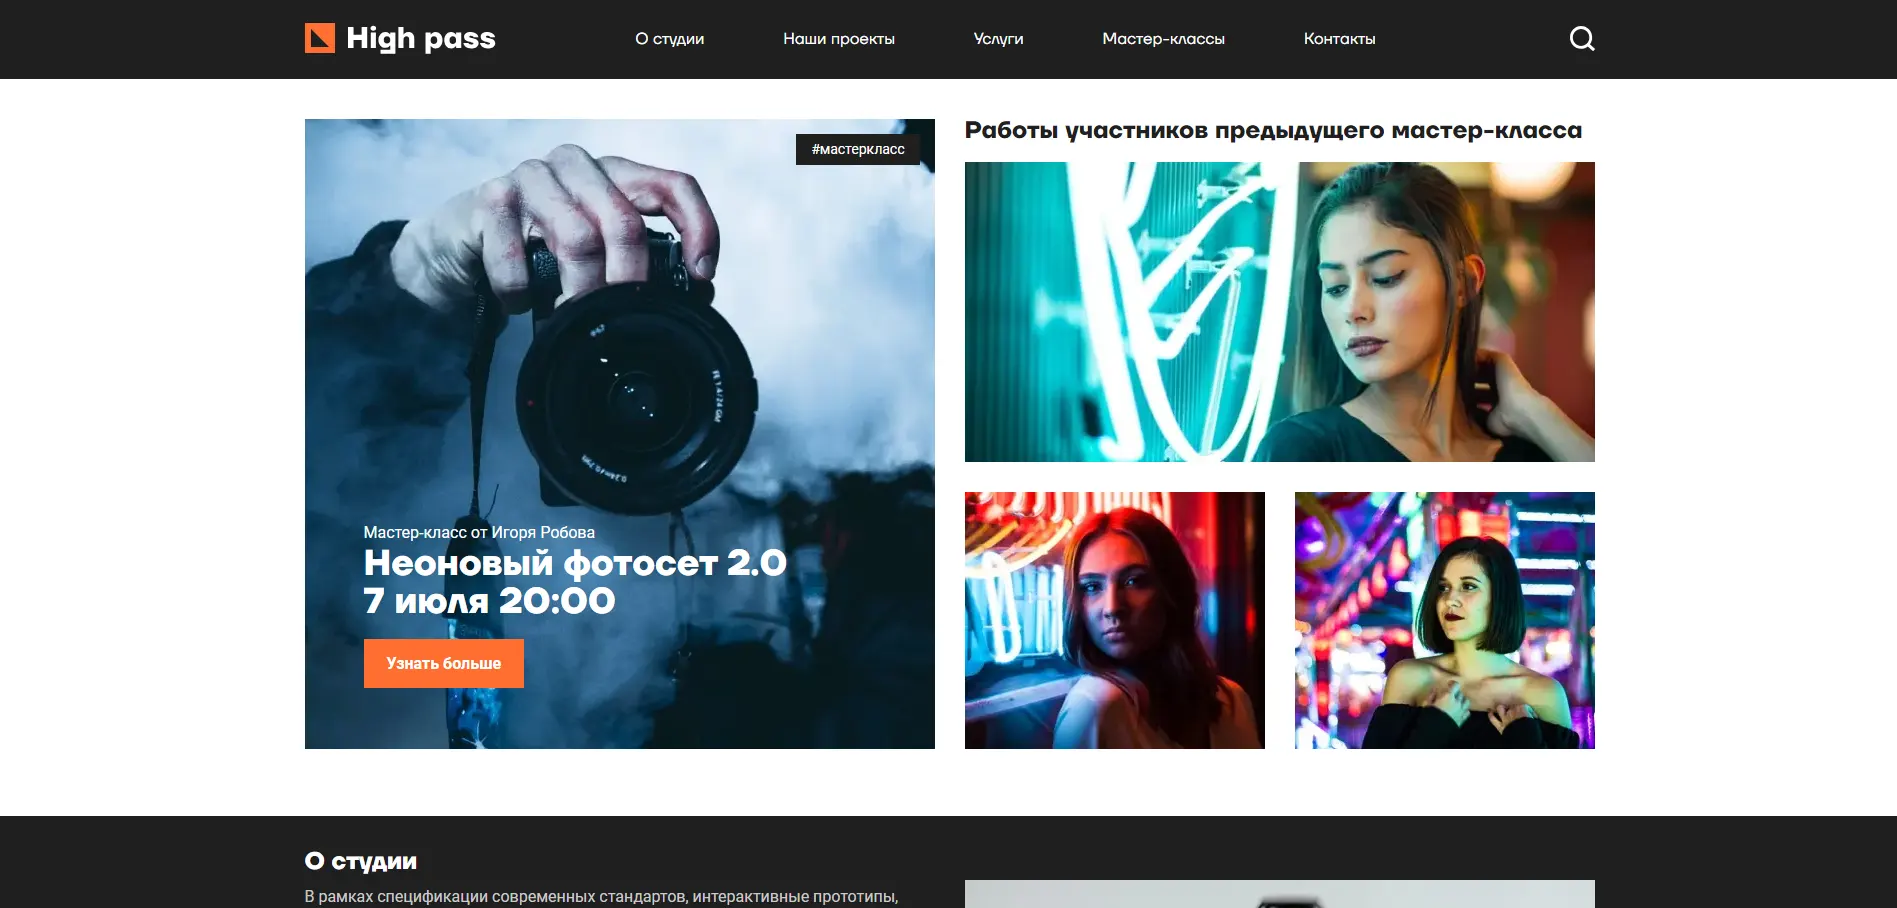 High pass
О студии
Наши проекты
Услуги
Мастер-классы
Контакты
#мастеркласс
Мастер-класс от Игоря Робова
Неоновый фотосет 2.0
7 июля 20:00
Узнать больше
Работы участников предыдущего мастер-класса
О студии
В рамках спецификации современных стандартов, интерактивные прототипы,